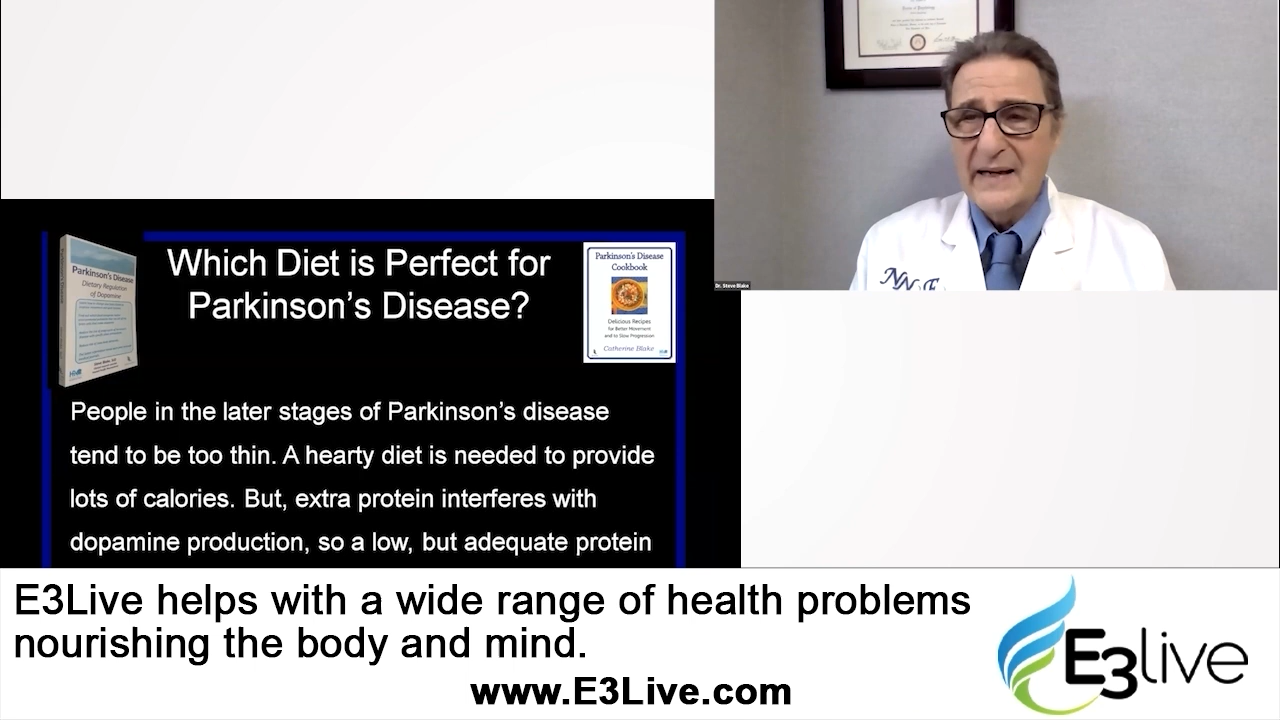 Which Diet is Perfect for
Parkinson's Disease?
Parkinson's Disease
Dietary Regulation
of Dopamine
Parkinson's Disease
Cookbook
Delicious Recipes
for Better Movement
and to Slow Progression
Catherine Blake
People in the later stages of Parkinson's disease
tend to be too thin. A hearty diet is needed to provide
lots of calories. But, extra protein interferes with
dopamine production, so a low, but adequate protein
Dr. Steve Blake
E3Live helps with a wide range of health problems
nourishing the body and mind.
www.E3Live.com
E3live